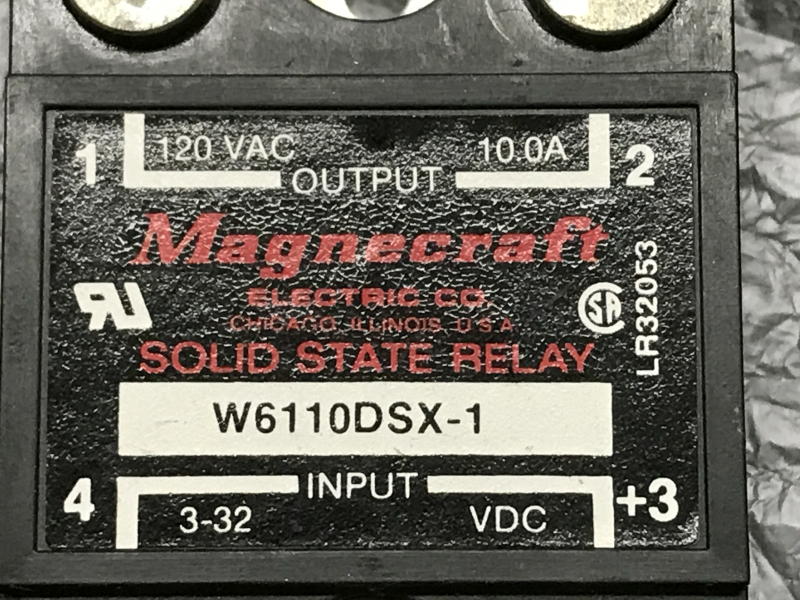 1 120 VAC 10.0A 2
OUTPUT
Magnecraft
ELECTRIC CO.
CHICAGO, ILLINOIS, U.S.A
SOLID STATE RELAY
LR32053
W6110DSX-1
INPUT
4 3-32 VDC +3